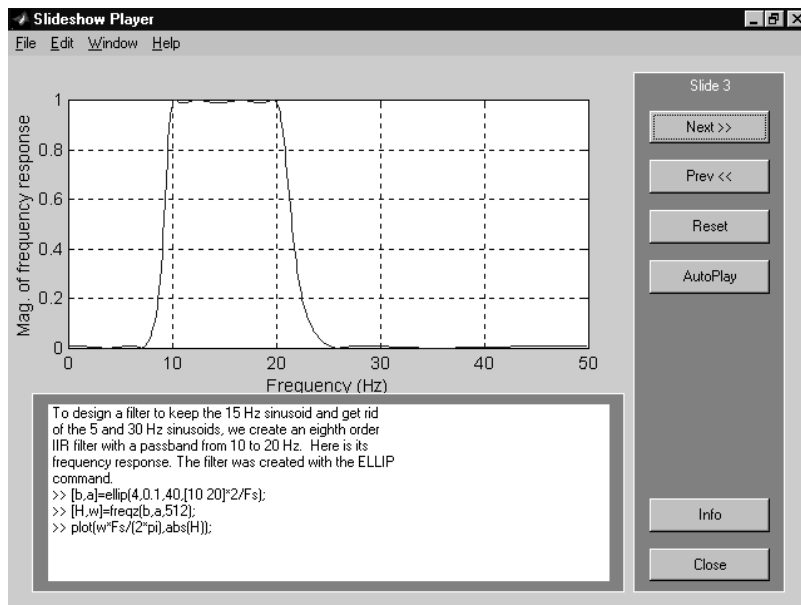 Slideshow Player
File Edit Window Help
Slide 3
Next >>
Prev <<
Reset
AutoPlay
Info
Close
Mag. of frequency response
1
0.8
0.6
0.4
0.2
0
0 10 20 30 40 50
Frequency (Hz)
To design a filter to keep the 15 Hz sinusoid and get rid
of the 5 and 30 Hz sinusoids, we create an eighth order
IIR filter with a passband from 10 to 20 Hz. Here is its
frequency response. The filter was created with the ELLIP
command.
>> [b,a]=ellip(4,0.1,40,[10 20]*2/Fs);
>> [H,w]=freqz(b,a,512);
>> plot(w*Fs/(2*pi),abs(H));